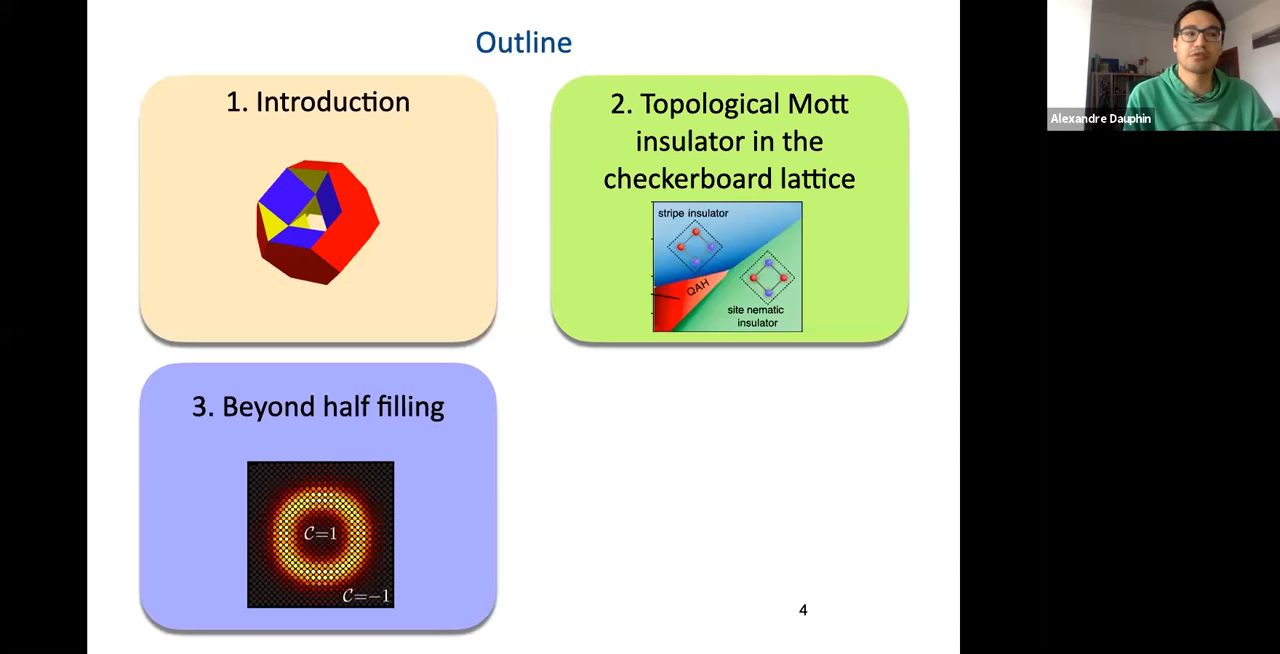 Outline
1. Introduction
2. Topological Mott
insulator in the
checkerboard lattice
stripe insulator
QAH
site nematic
insulator
3. Beyond half filling
C=1
C=−1
4
Alexandre Dauphin